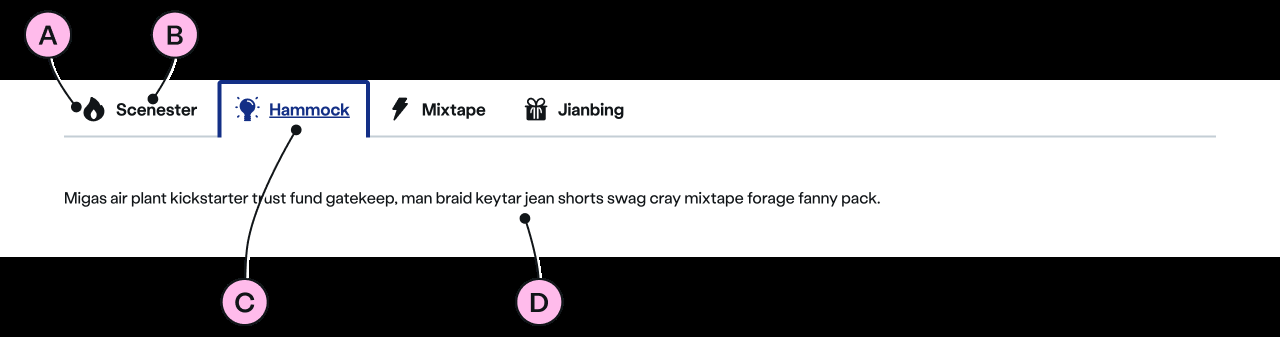 A B
Scenester Hammock Mixtape Jianbing
Migas air plant kickstarter trust fund gatekeep, man braid keytar jean shorts swag cray mixtape forage fanny pack.
C D